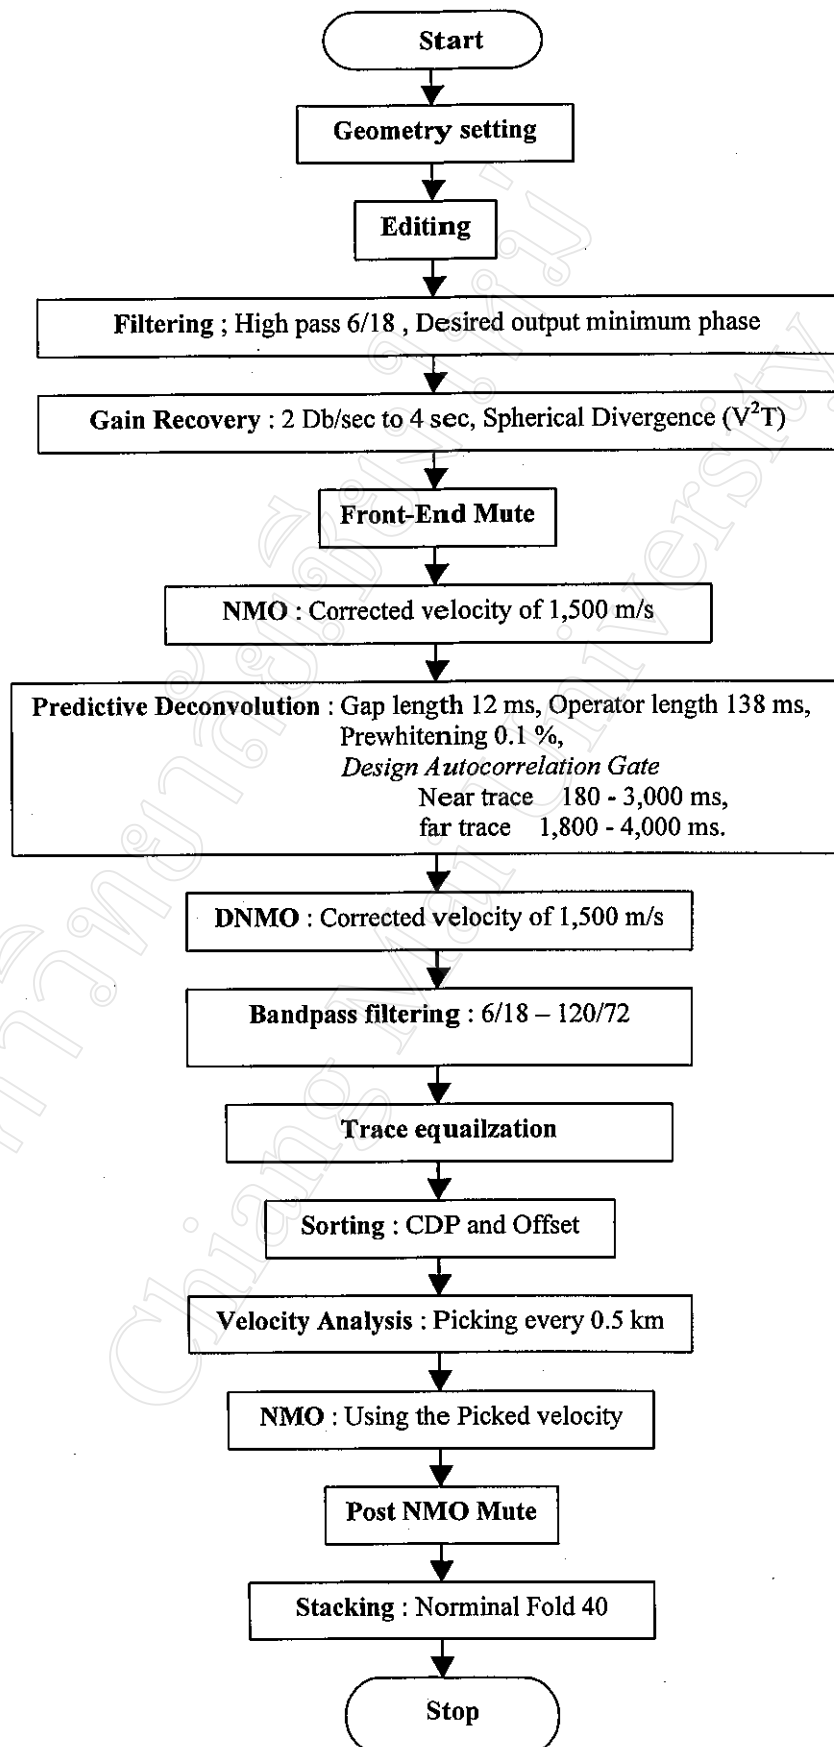 Start
Geometry setting
Editing
Filtering ; High pass 6/18 , Desired output minimum phase
Gain Recovery : 2 Db/sec to 4 sec, Spherical Divergence (V²T)
Front-End Mute
NMO : Corrected velocity of 1,500 m/s
Predictive Deconvolution : Gap length 12 ms, Operator length 138 ms,
Prewhitening 0.1 %,
Design Autocorrelation Gate
Near trace 180 - 3,000 ms,
far trace 1,800 - 4,000 ms.
DNMO : Corrected velocity of 1,500 m/s
Bandpass filtering : 6/18 – 120/72
Trace equailzation
Sorting : CDP and Offset
Velocity Analysis : Picking every 0.5 km
NMO : Using the Picked velocity
Post NMO Mute
Stacking : Norminal Fold 40
Stop
Chiang Mai University